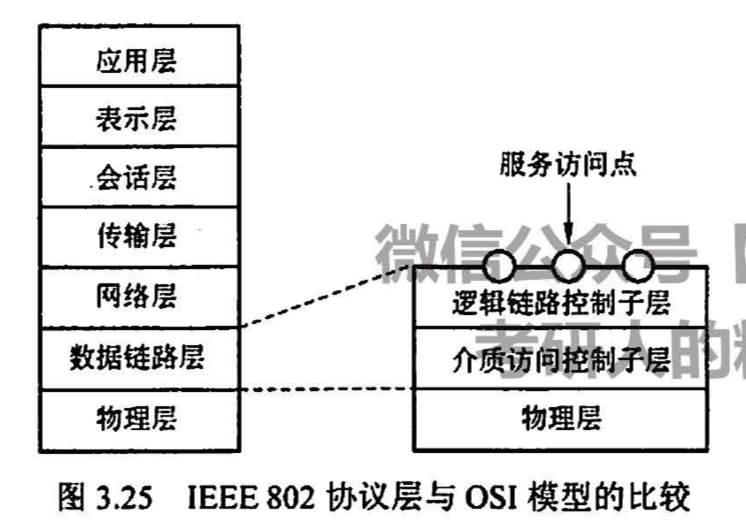 应用层
表示层
会话层
传输层
网络层
数据链路层
物理层
服务访问点
微信公众号【
逻辑链路控制子层
考研人的精
介质访问控制子层
物理层
图 3.25 IEEE 802 协议层与 OSI 模型的比较